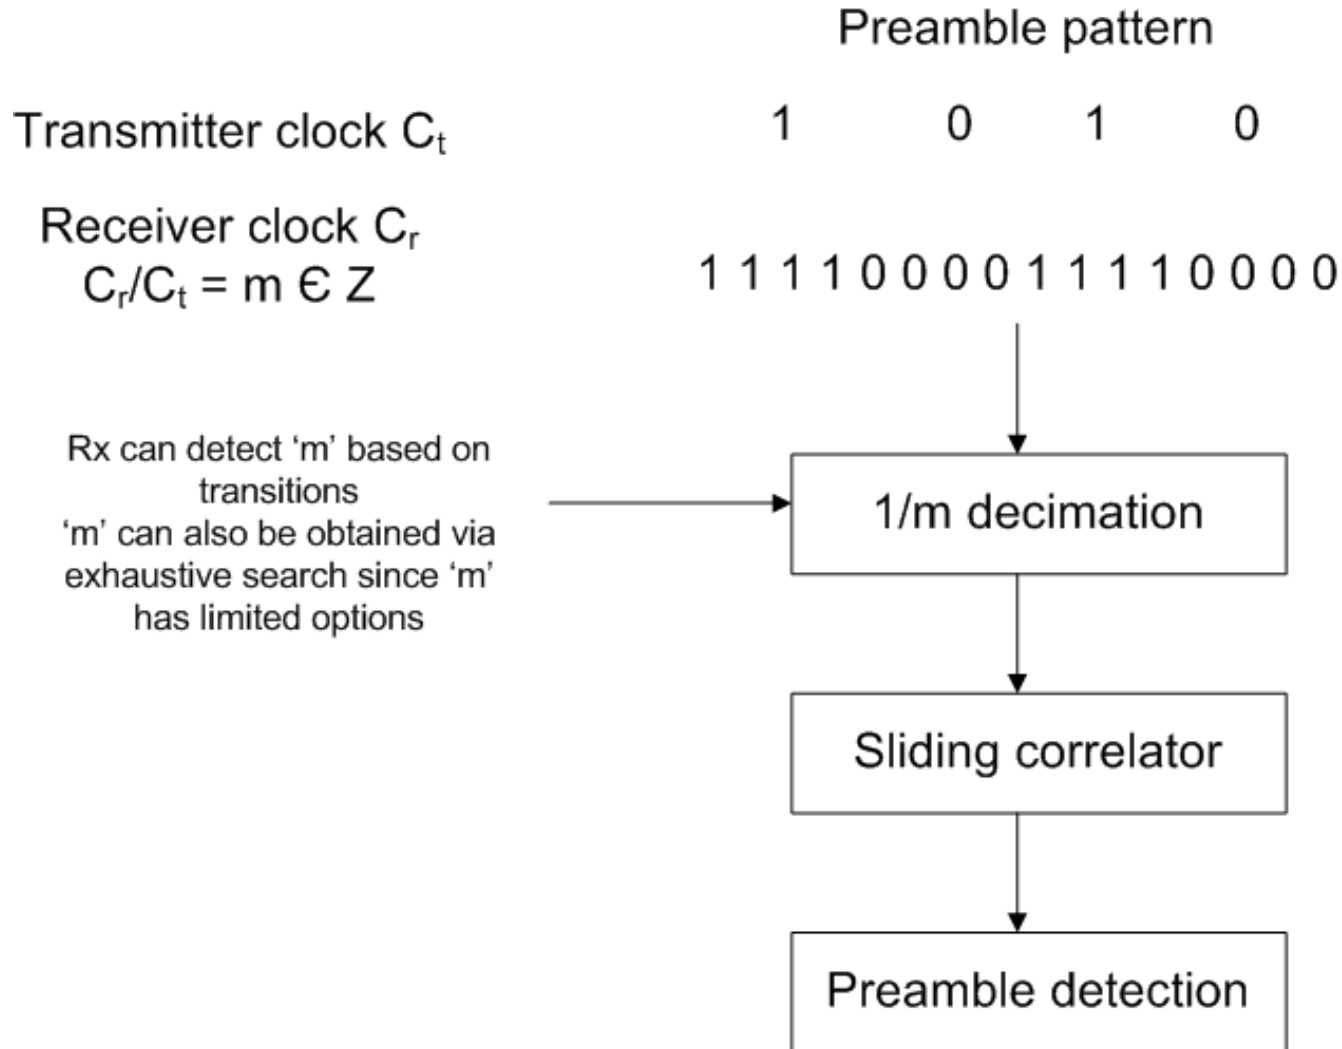 Preamble pattern
Transmitter clock Cₜ
1 0 1 0
Receiver clock Cᵣ
Cᵣ/Cₜ = m Є Z
1 1 1 1 0 0 0 0 1 1 1 1 0 0 0 0
Rx can detect ‘m’ based on
transitions
‘m’ can also be obtained via
exhaustive search since ‘m’
has limited options
1/m decimation
Sliding correlator
Preamble detection